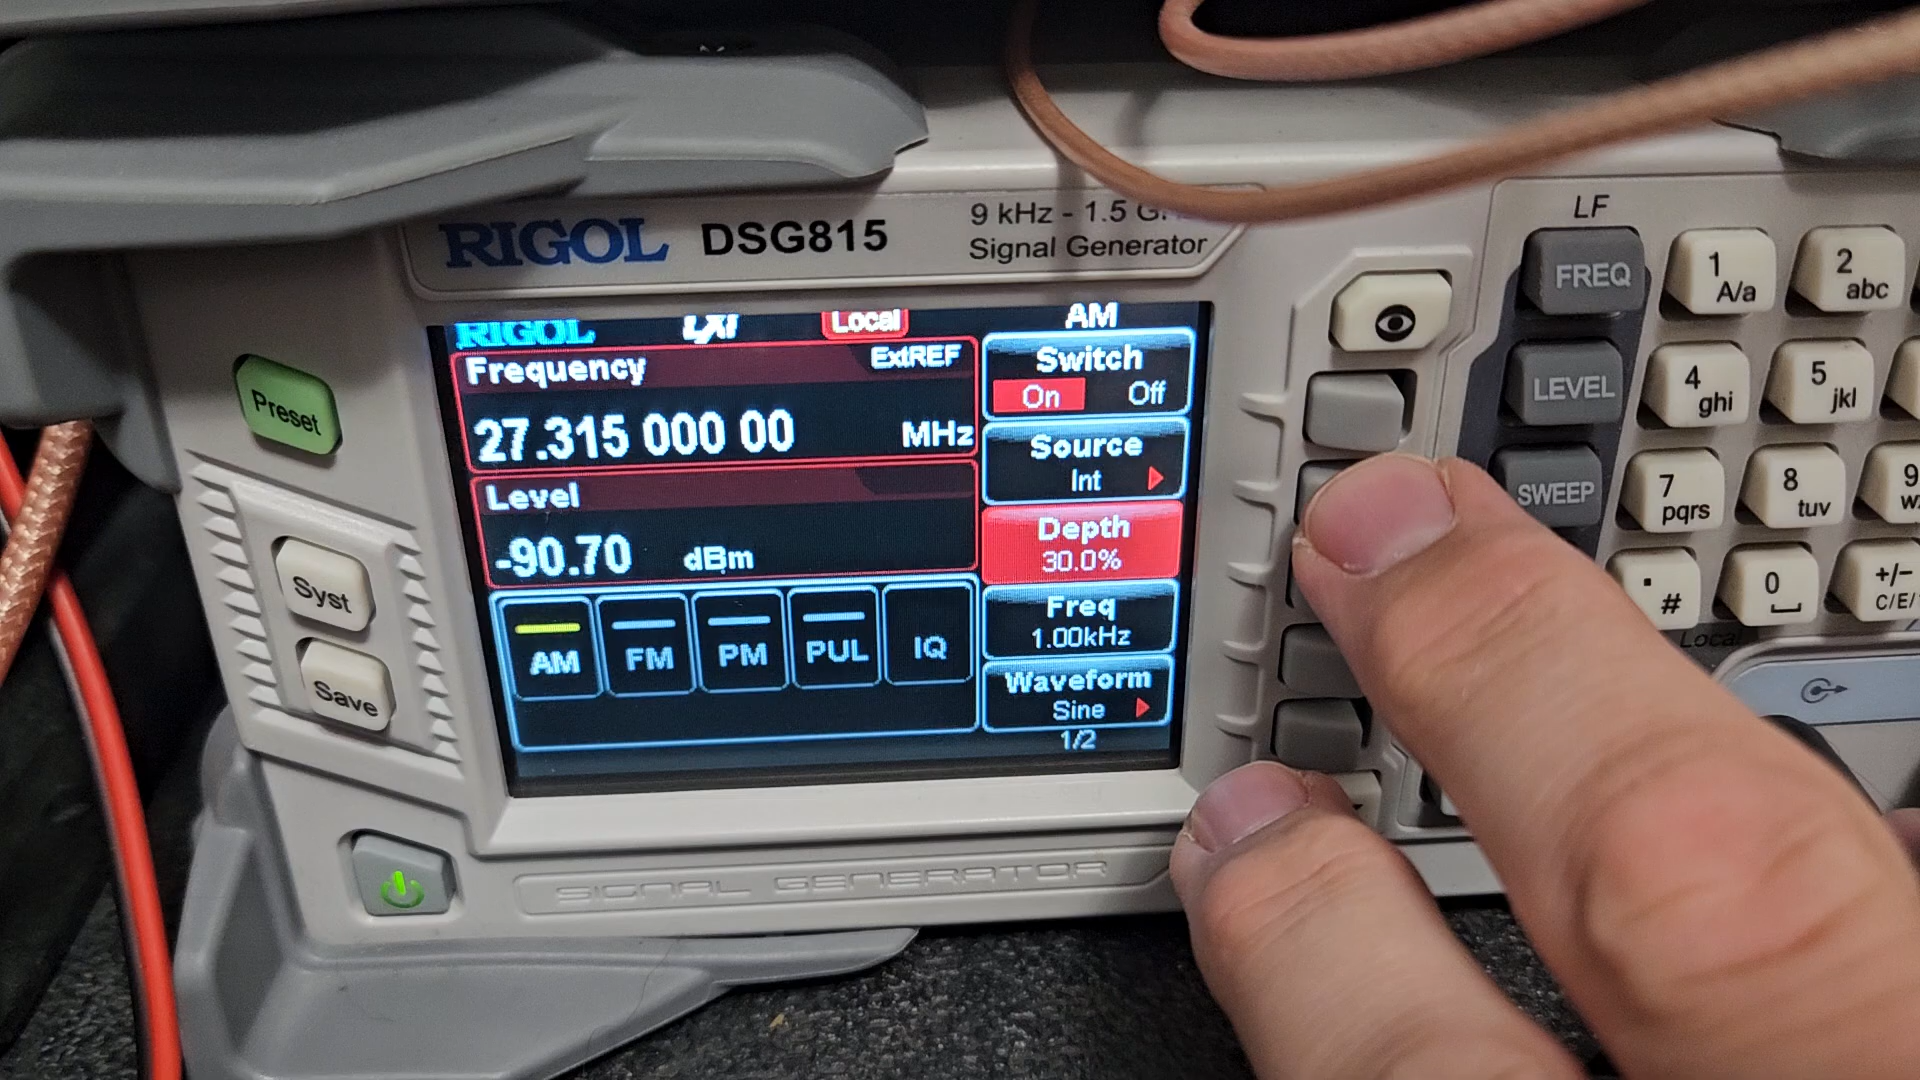 RIGOL DSG815
9 kHz - 1.5
Signal Generator
RIGOL LXI Local
Frequency ExtREF
27.315 000 00 MHz
Level
-90.70 dBm
AM FM PM PUL IQ
AM
Switch
On Off
Source
Int
Depth
30.0%
Freq
1.00kHz
Waveform
Sine
1/2
Preset
Syst
Save
SIGNAL GENERATOR
LF
FREQ
LEVEL
SWEEP
1
A/a
2
abc
4
ghi
5
jkl
7
pqrs
8
tuv
9
.
#
0
+/-
C/E/
Local